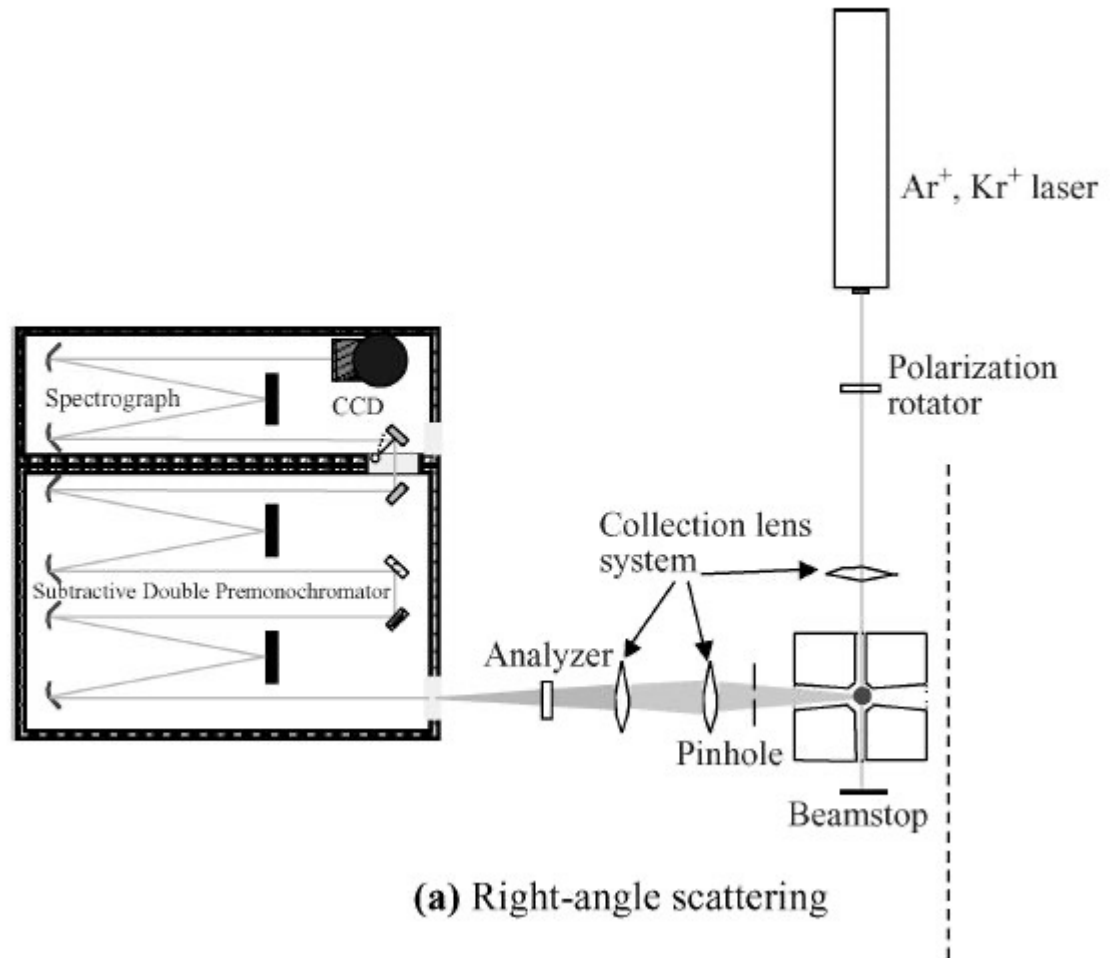 Ar⁺, Kr⁺ laser
Polarization
rotator
Spectrograph
CCD
Collection lens
system
Subtractive Double Premonochromator
Analyzer
Pinhole
Beamstop
(a) Right-angle scattering